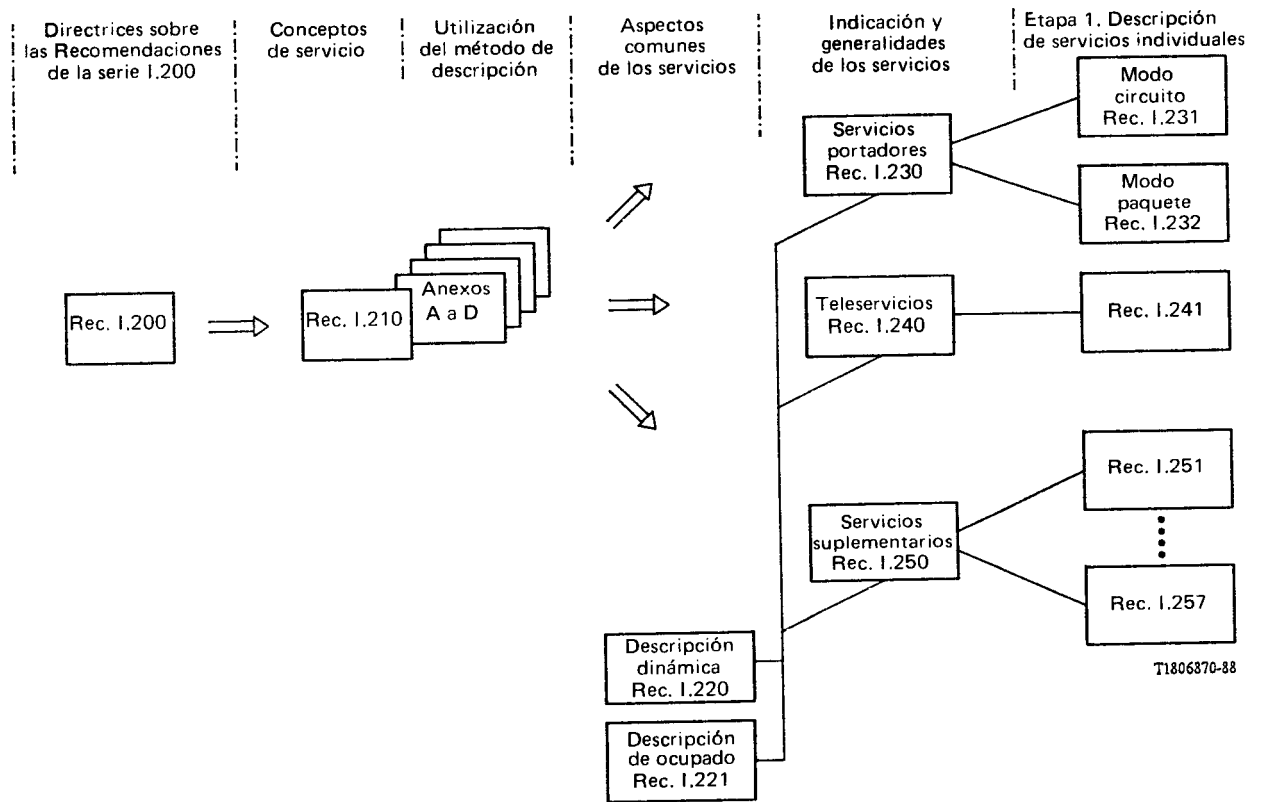 Directrices sobre
las Recomendaciones
de la serie I.200
Conceptos
de servicio
Utilización
del método de
descripción
Aspectos
comunes
de los servicios
Indicación y
generalidades
de los servicios
Etapa 1. Descripción
de servicios individuales
Rec. I.200
Rec. I.210
Anexos
A a D
Servicios
portadores
Rec. I.230
Modo
circuito
Rec. I.231
Modo
paquete
Rec. I.232
Teleservicios
Rec. I.240
Rec. I.241
Servicios
suplementarios
Rec. I.250
Rec. I.251
Rec. I.257
Descripción
dinámica
Rec. I.220
Descripción
de ocupado
Rec. I.221
T1806870-88